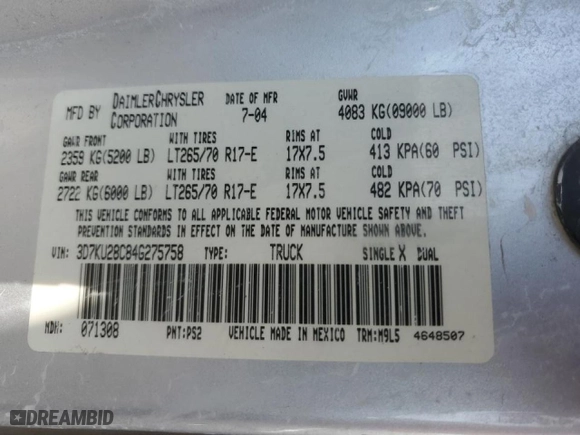 MFD BY DAIMLERCHRYSLER CORPORATION DATE OF MFR 7-04 GVWR 4083 KG(09000 LB)
GAWR FRONT WITH TIRES RIMS AT COLD
2359 KG(5200 LB) LT265/70 R17-E 17X7.5 413 KPA(60 PSI)
GAWR REAR WITH TIRES RIMS AT COLD
2722 KG(6000 LB) LT265/70 R17-E 17X7.5 482 KPA(70 PSI)
THIS VEHICLE CONFORMS TO ALL APPLICABLE FEDERAL MOTOR VEHICLE SAFETY AND THEFT
PREVENTION STANDARDS IN EFFECT ON THE DATE OF MANUFACTURE SHOWN ABOVE.
VIN: 3D7KU28C84G275758 TYPE: TRUCK SINGLE X DUAL
MDH: 071308 PNT:PS2 VEHICLE MADE IN MEXICO TRM:M9L5 4648507
DREAMBID